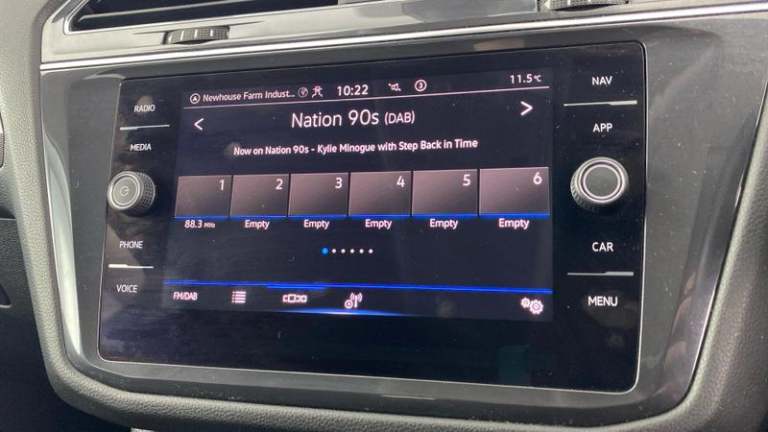 RADIO
MEDIA
PHONE
VOICE
Newhouse Farm Indust... 10:22 3 11.5°C
Nation 90s (DAB)
Now on Nation 90s - Kylie Minogue with Step Back in Time
1 2 3 4 5 6
88.3 MHz Empty Empty Empty Empty Empty
FM/DAB
NAV
APP
CAR
MENU